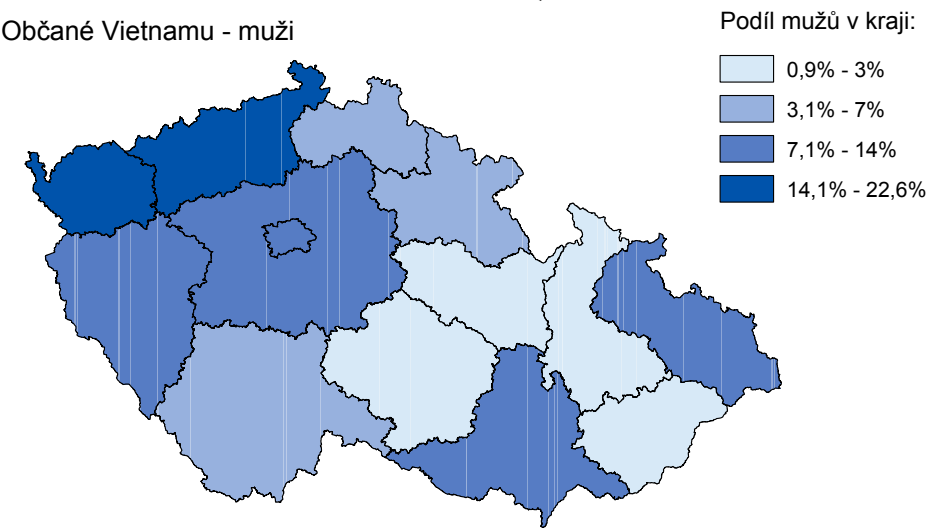 Občané Vietnamu - muži
Podíl mužů v kraji:
0,9% - 3%
3,1% - 7%
7,1% - 14%
14,1% - 22,6%